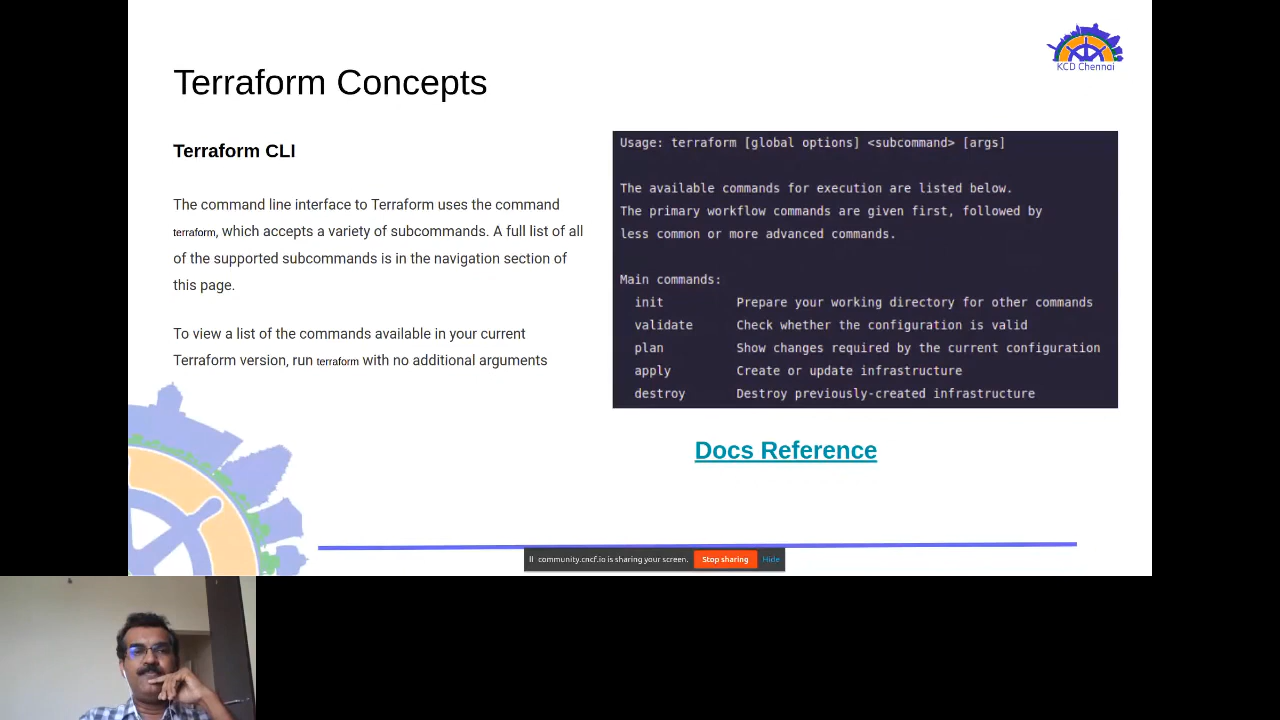 KCD Chennai
Terraform Concepts
Terraform CLI
The command line interface to Terraform uses the command
terraform, which accepts a variety of subcommands. A full list of all
of the supported subcommands is in the navigation section of
this page.
To view a list of the commands available in your current
Terraform version, run terraform with no additional arguments
Usage: terraform [global options] <subcommand> [args]
The available commands for execution are listed below.
The primary workflow commands are given first, followed by
less common or more advanced commands.
Main commands:
init Prepare your working directory for other commands
validate Check whether the configuration is valid
plan Show changes required by the current configuration
apply Create or update infrastructure
destroy Destroy previously-created infrastructure
Docs Reference
community.cncf.io is sharing your screen. Stop sharing Hide